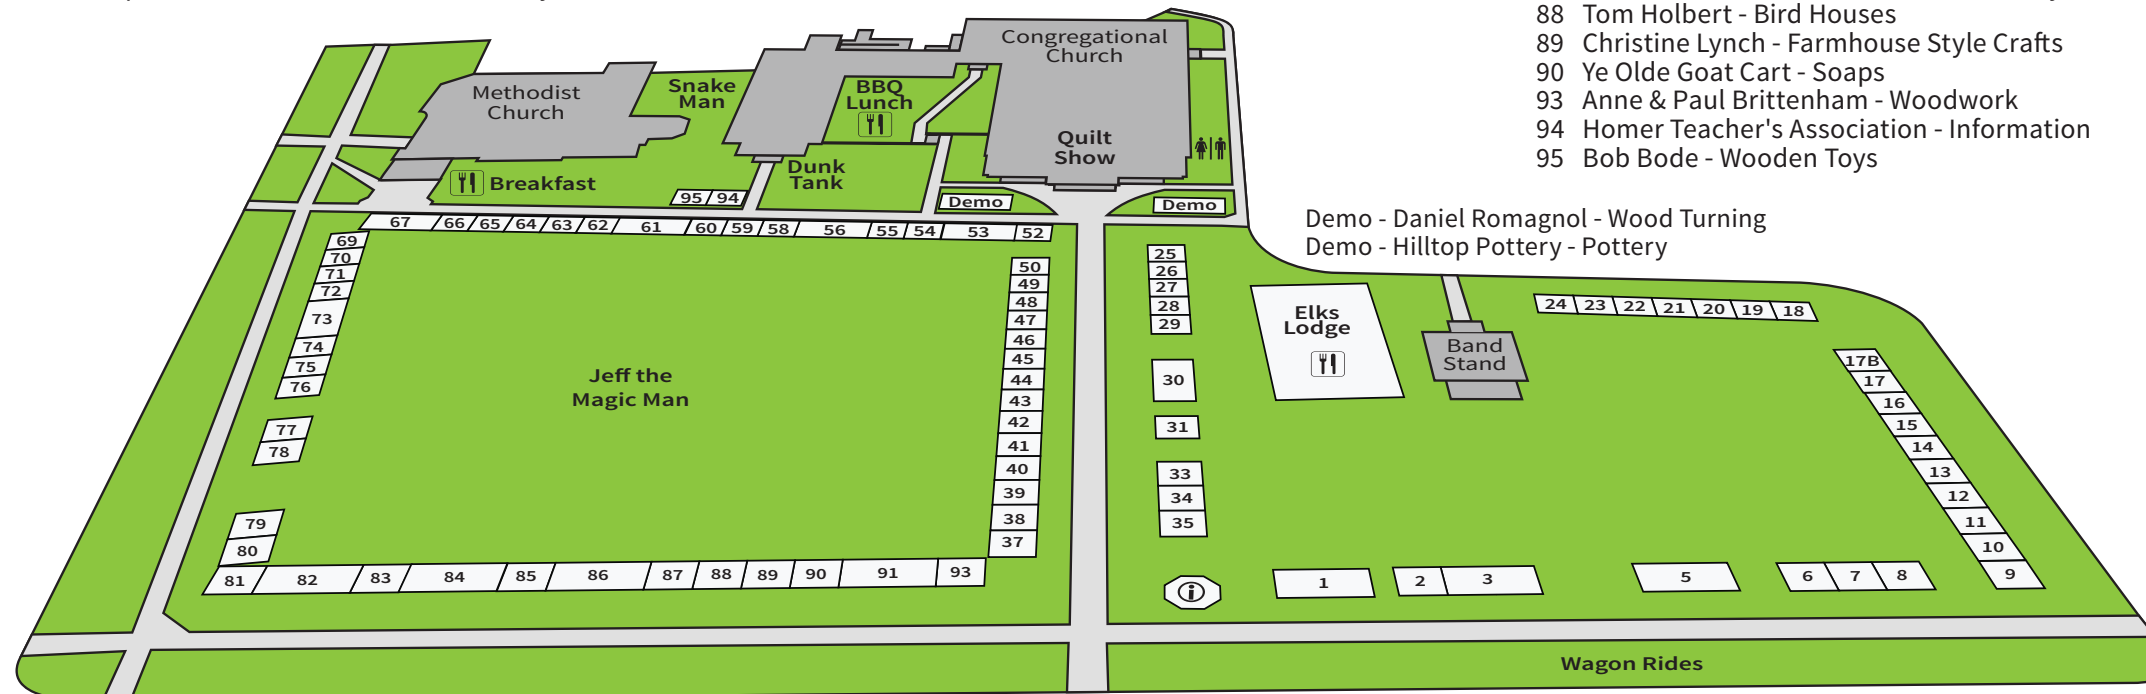 88 Tom Holbert - Bird Houses
89 Christine Lynch - Farmhouse Style Crafts
90 Ye Olde Goat Cart - Soaps
93 Anne & Paul Brittenham - Woodwork
94 Homer Teacher's Association - Information
95 Bob Bode - Wooden Toys
Demo - Daniel Romagnol - Wood Turning
Demo - Hilltop Pottery - Pottery
Methodist
Church
Snake
Man
BBQ
Lunch
Congregational
Church
Quilt
Show
Dunk
Tank
Breakfast
95 94
Demo
Demo
67 66 65 64 63 62 61 60 59 58 56 55 54 53 52
69
70
71
72
73
74
75
76
77
78
79
80
81 82 83 84 85 86 87 88 89 90 91 93
Jeff the
Magic Man
50
49
48
47
46
45
44
43
42
41
40
39
38
37
25
26
27
28
29
30
31
33
34
35
Elks
Lodge
Band
Stand
24 23 22 21 20 19 18
17B
17
16
15
14
13
12
11
10
9
i
1 2 3 5 6 7 8
Wagon Rides